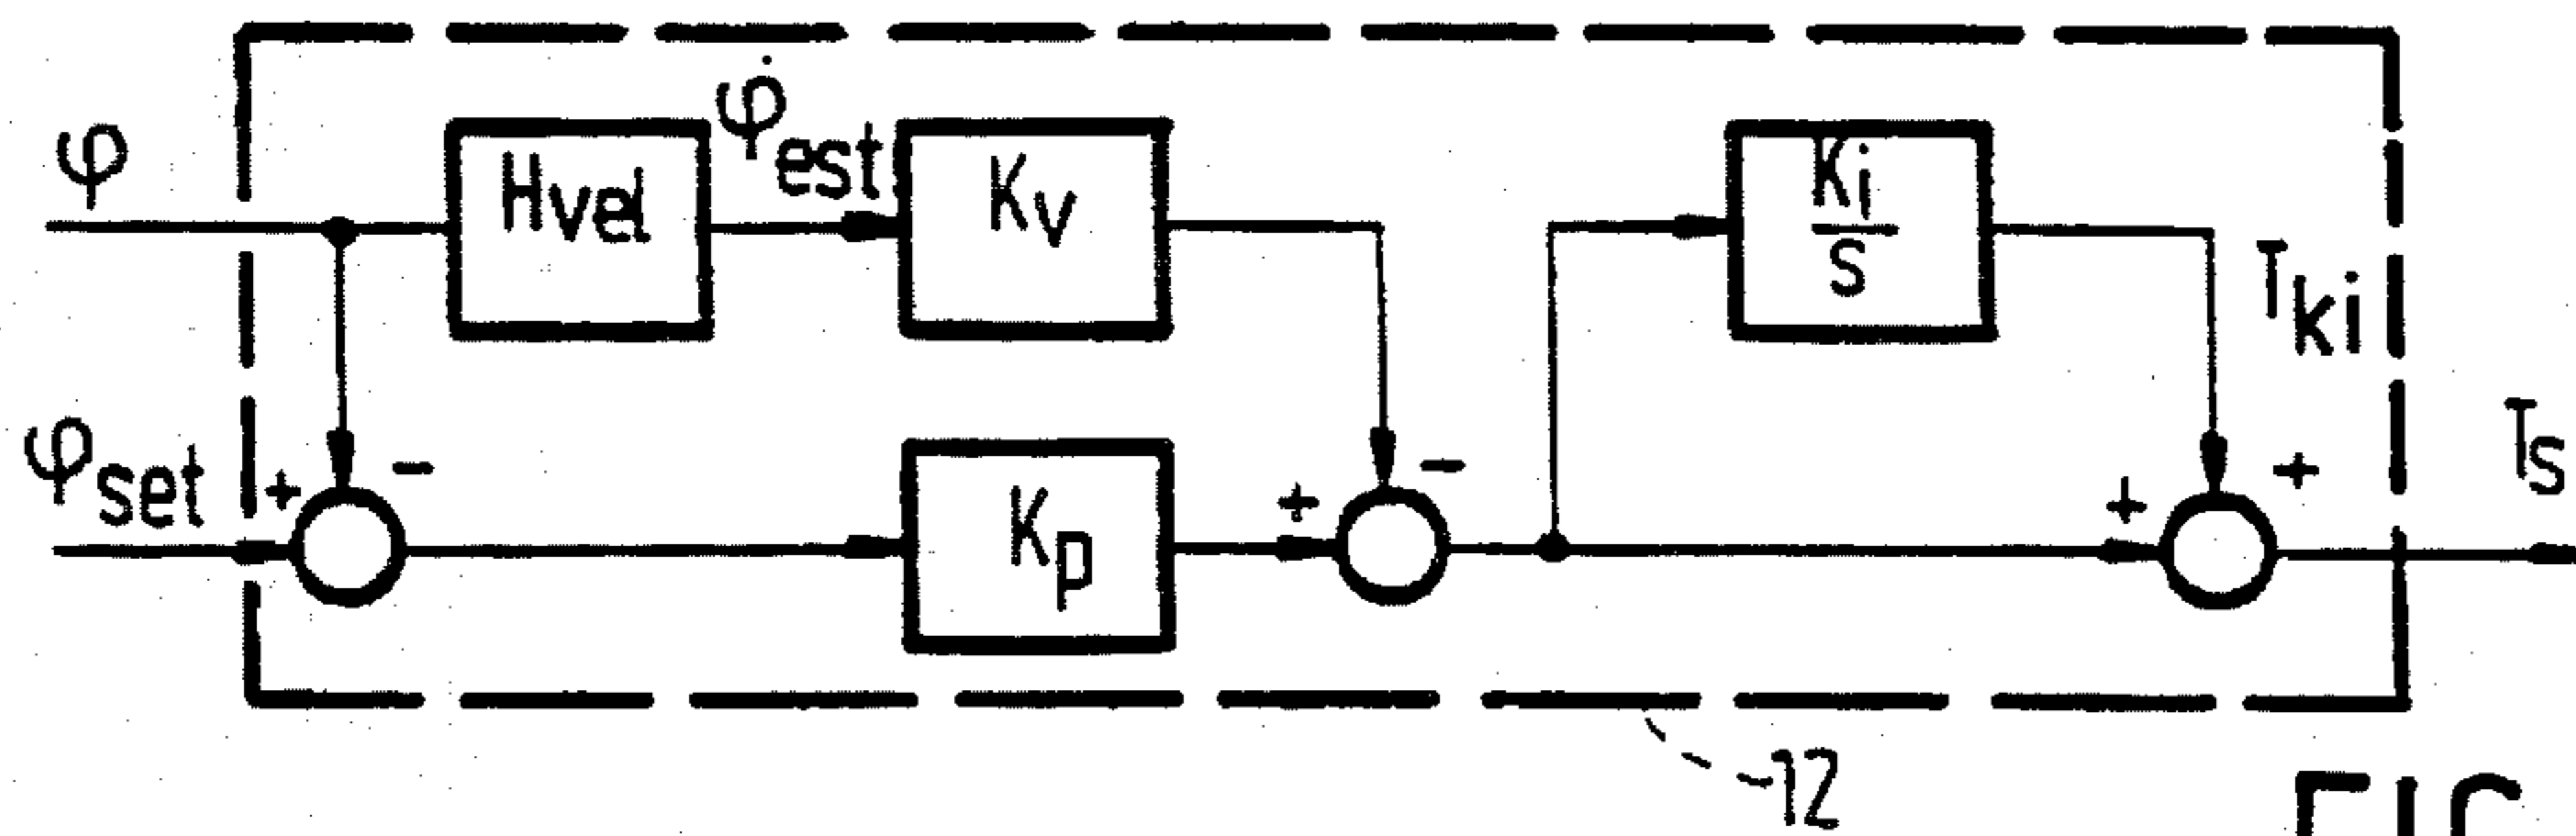 φ
Hvel
φ̇est
Kv
Ki
s
Tki
φset
+
-
Kp
+
-
+
+
Ts
12